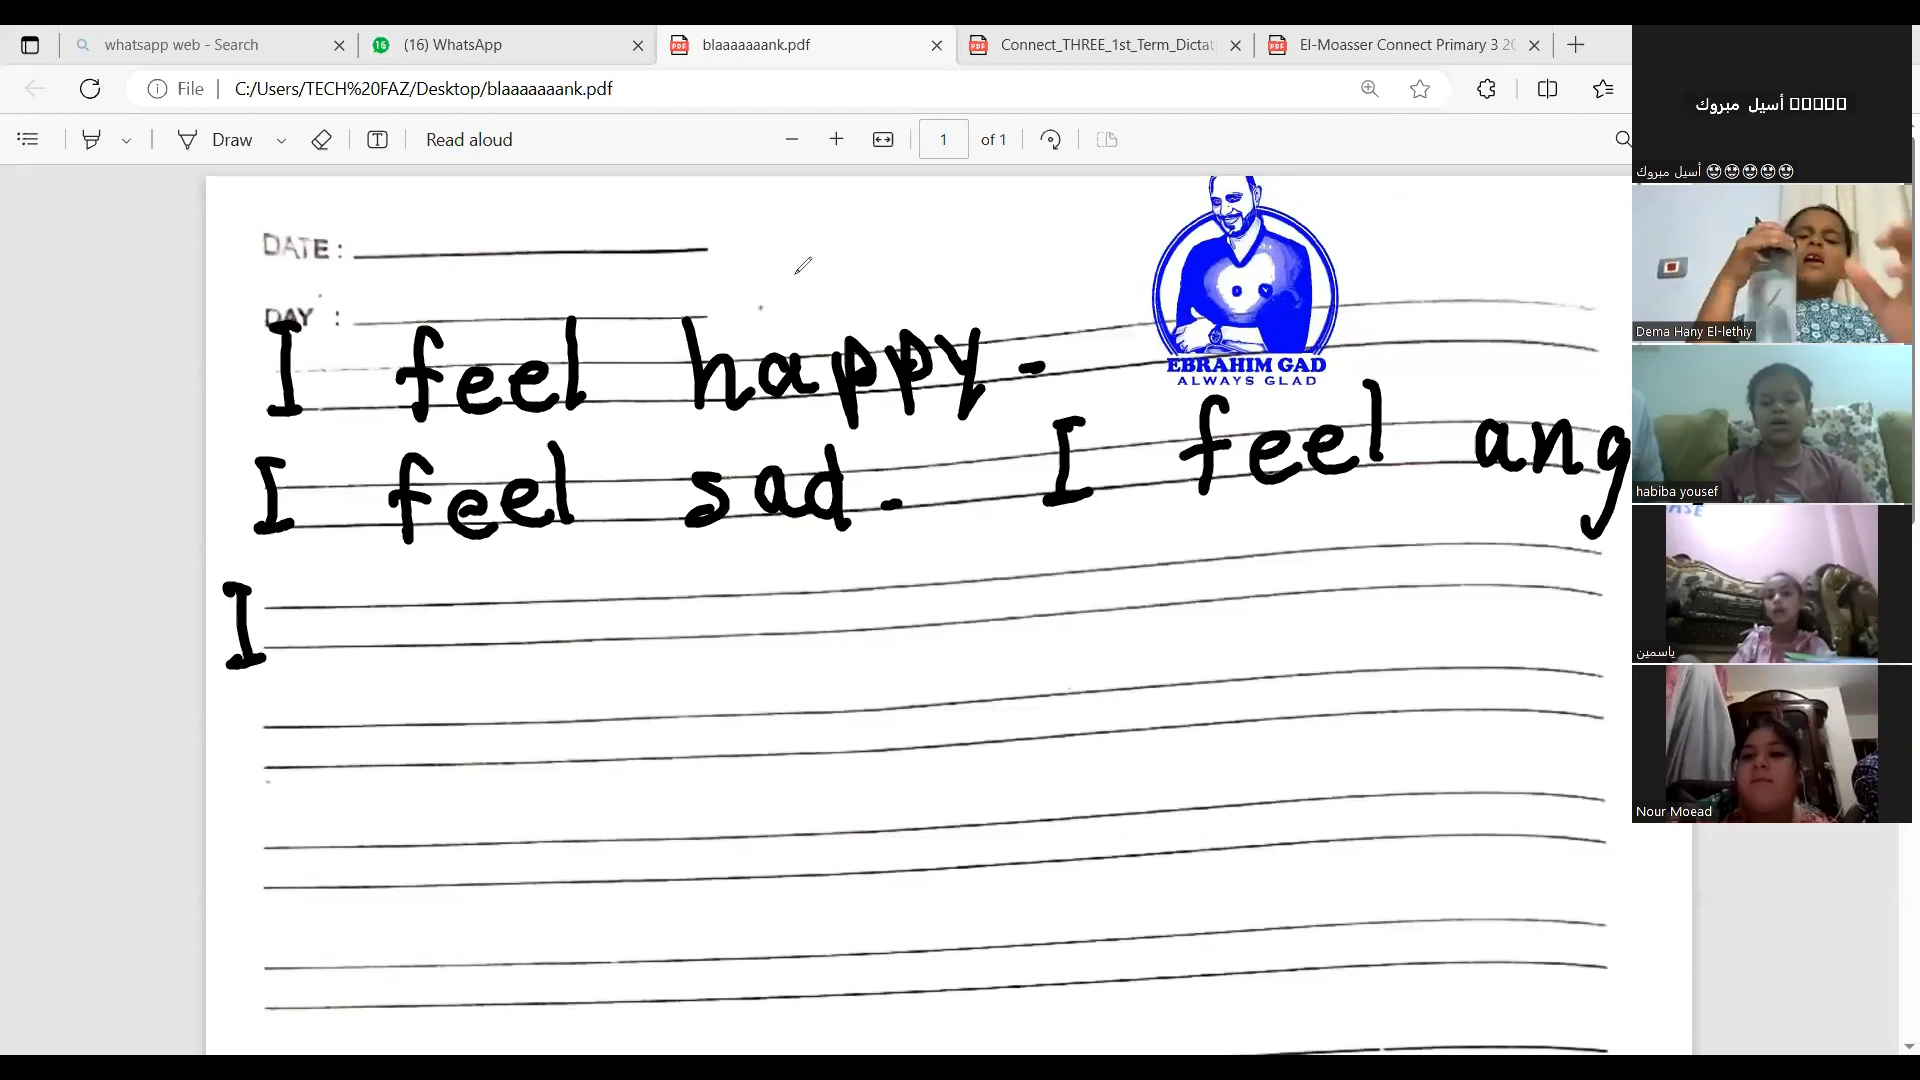 whatsapp web - Search
(16) WhatsApp
blaaaaaaank.pdf
Connect_THREE_1st_Term_Dictat
El-Moasser Connect Primary 3 20
File
C:/Users/TECH%20FAZ/Desktop/blaaaaaaank.pdf
Draw
Read aloud
1 of 1
DATE :
DAY :
EBRAHIM GAD
ALWAYS GLAD
I feel happy.
I feel sad. I feel ang
I
أسيل مبروك
أسيل مبروك 😍😍😍😍😍
Dema Hany El-lethiy
habiba yousef
ياسمين
Nour Moead